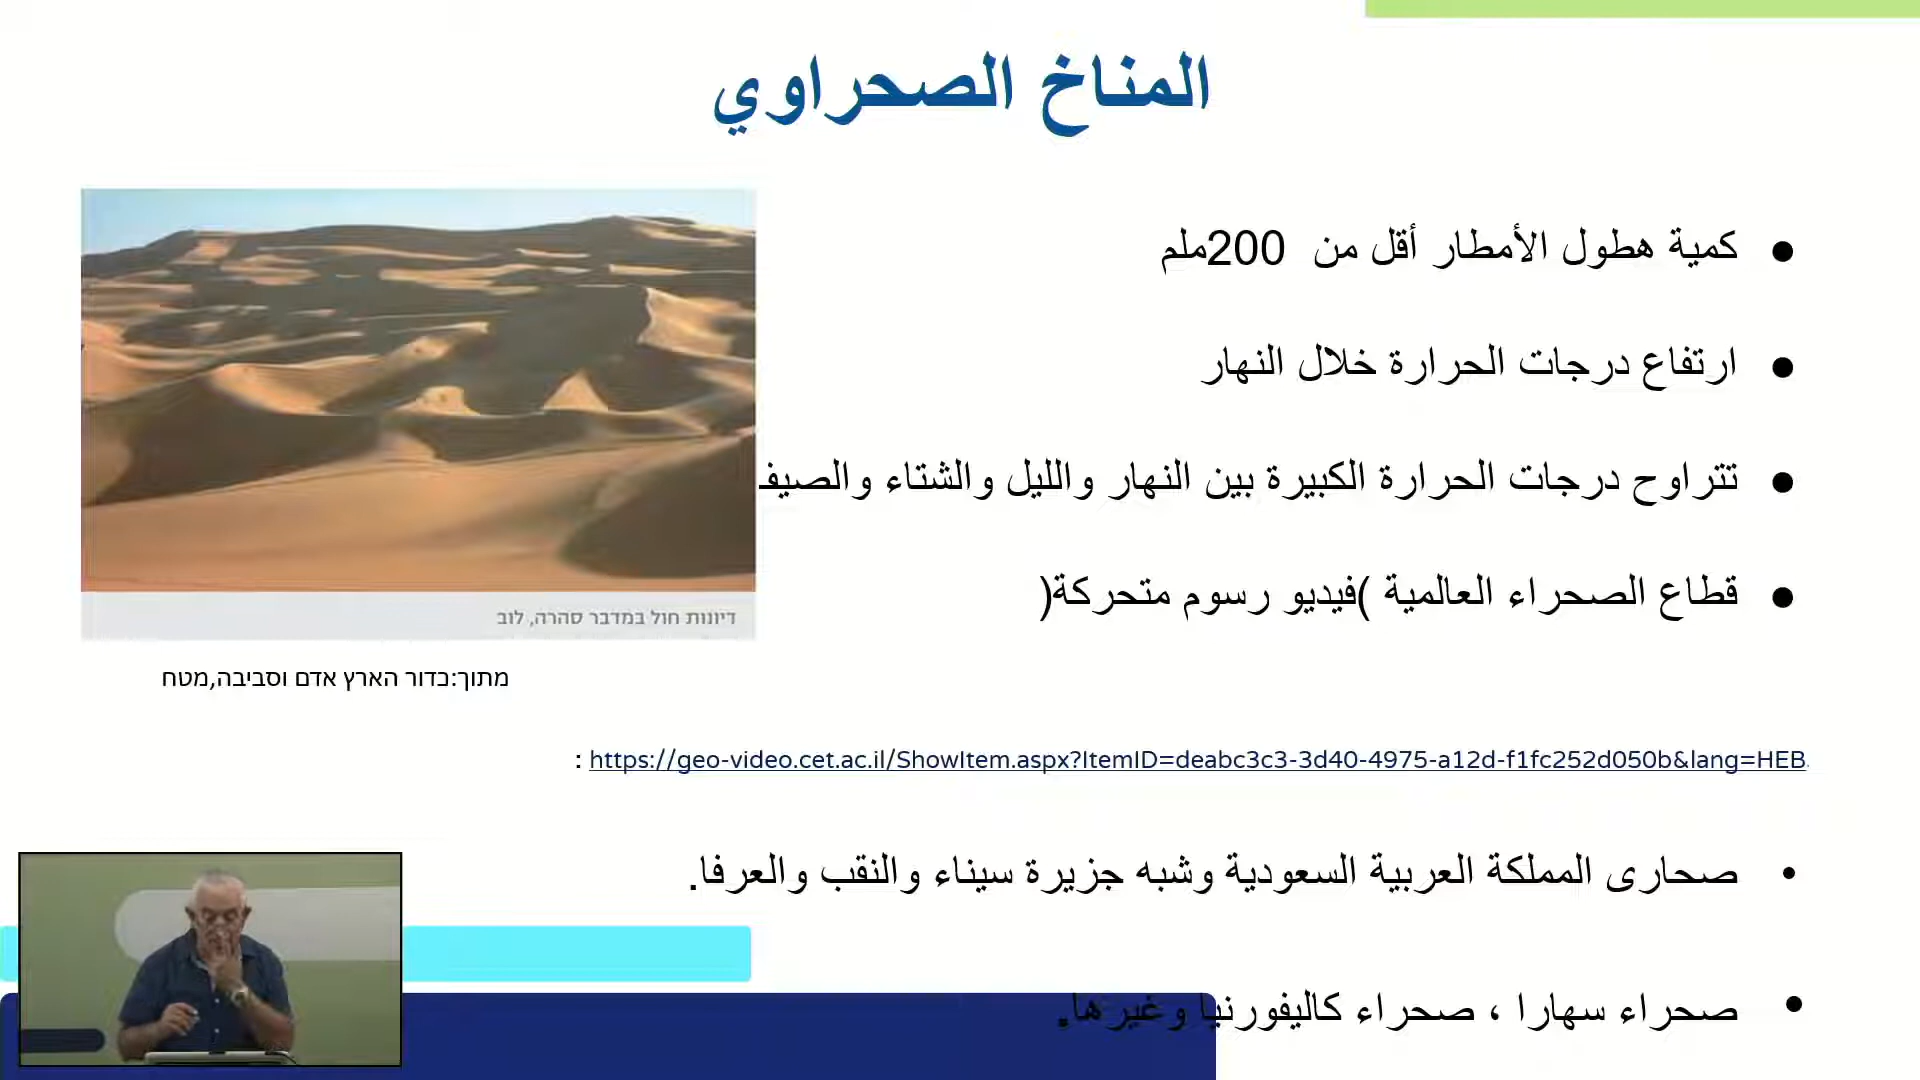 المناخ الصحراوي
كمية هطول الأمطار أقل من 200ملم
ارتفاع درجات الحرارة خلال النهار
تتراوح درجات الحرارة الكبيرة بين النهار والليل والشتاء والصيف
قطاع الصحراء العالمية )فيديو رسوم متحركة(
דיונות חול במדבר סהרה, לוב
מתוך:כדור הארץ אדם וסביבה,מטח
: https://geo-video.cet.ac.il/ShowItem.aspx?ItemID=deabc3c3-3d40-4975-a12d-f1fc252d050b&lang=HEB.
صحارى المملكة العربية السعودية وشبه جزيرة سيناء والنقب والعرفا.
صحراء سهارا ، صحراء كاليفورنيا وغيرها.